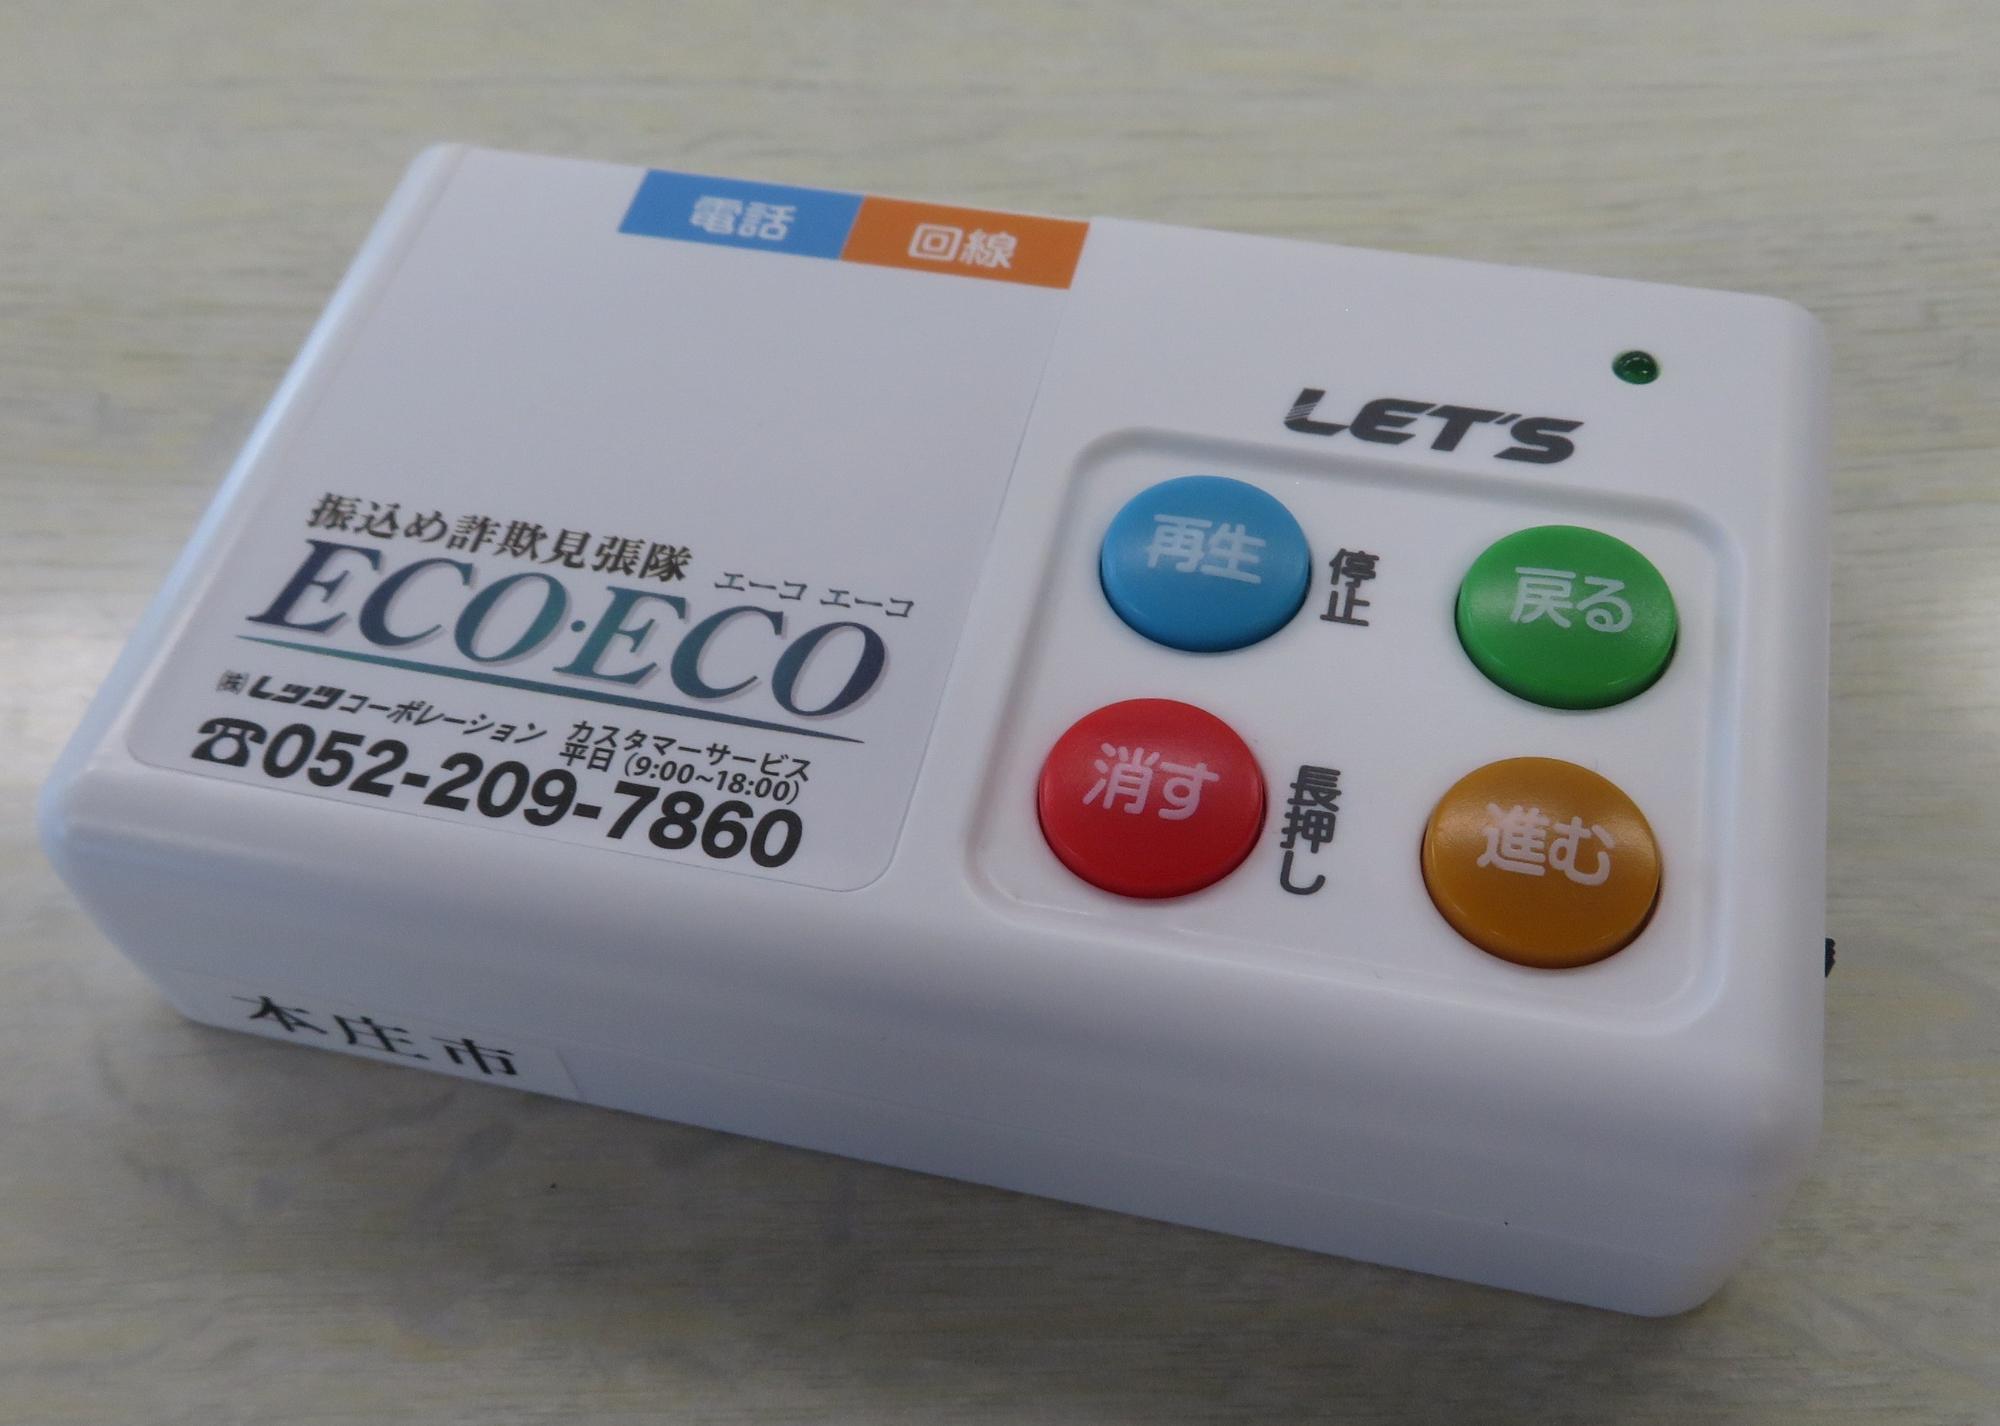 電話 回線
LET'S
振込め詐欺見張隊
エーコ エーコ
ECO・ECO
㈱レッツコーポレーション
カスタマーサービス
平日(9:00~18:00)
☎052-209-7860
再生
停止
戻る
消す
長押し
進む
本庄市